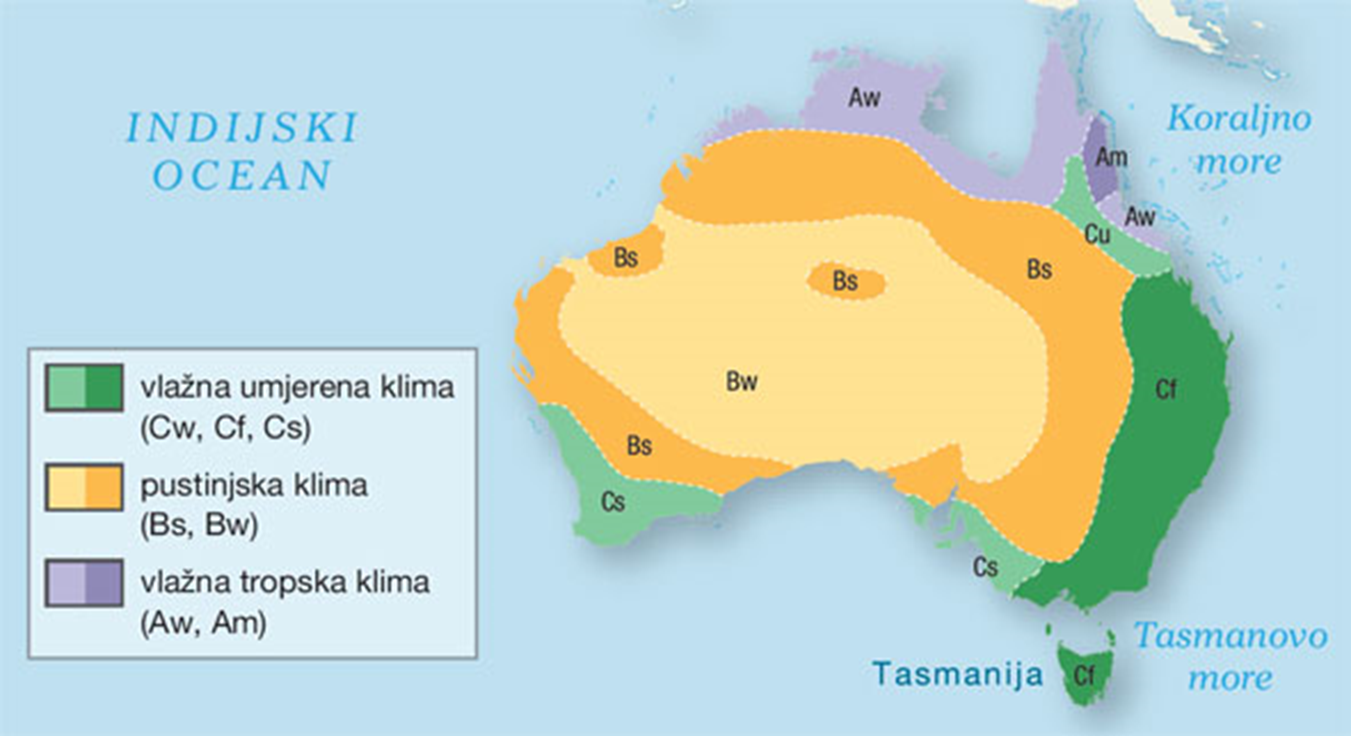 INDIJSKI
OCEAN
Aw
Koraljno
more
Am
Aw
Cu
Bs
Bs
Bs
Bw
Cf
Bs
Cs
Cs
vlažna umjerena klima
(Cw, Cf, Cs)
pustinjska klima
(Bs, Bw)
vlažna tropska klima
(Aw, Am)
Tasmanovo
more
Tasmanija
Cf